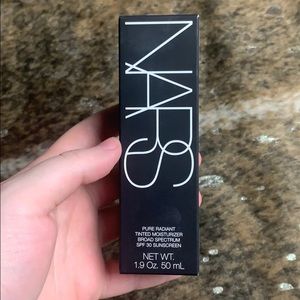 NARS
PURE RADIANT
TINTED MOISTURIZER
BROAD SPECTRUM
SPF 30 SUNSCREEN
NET WT.
1.9 Oz. 50 mL